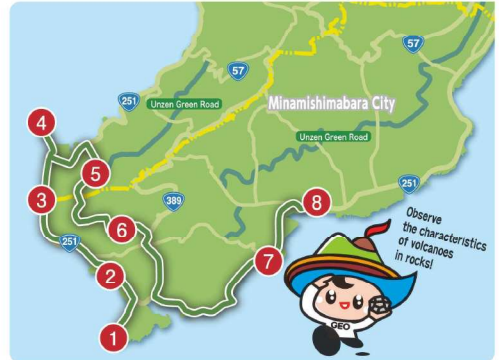 57
57
251
Unzen Green Road
Minamishimabara City
4
Unzen Green Road
5
251
3
389
8
6
Observe
the characteristics
of volcanoes
in rocks!
251
7
2
GEO
1